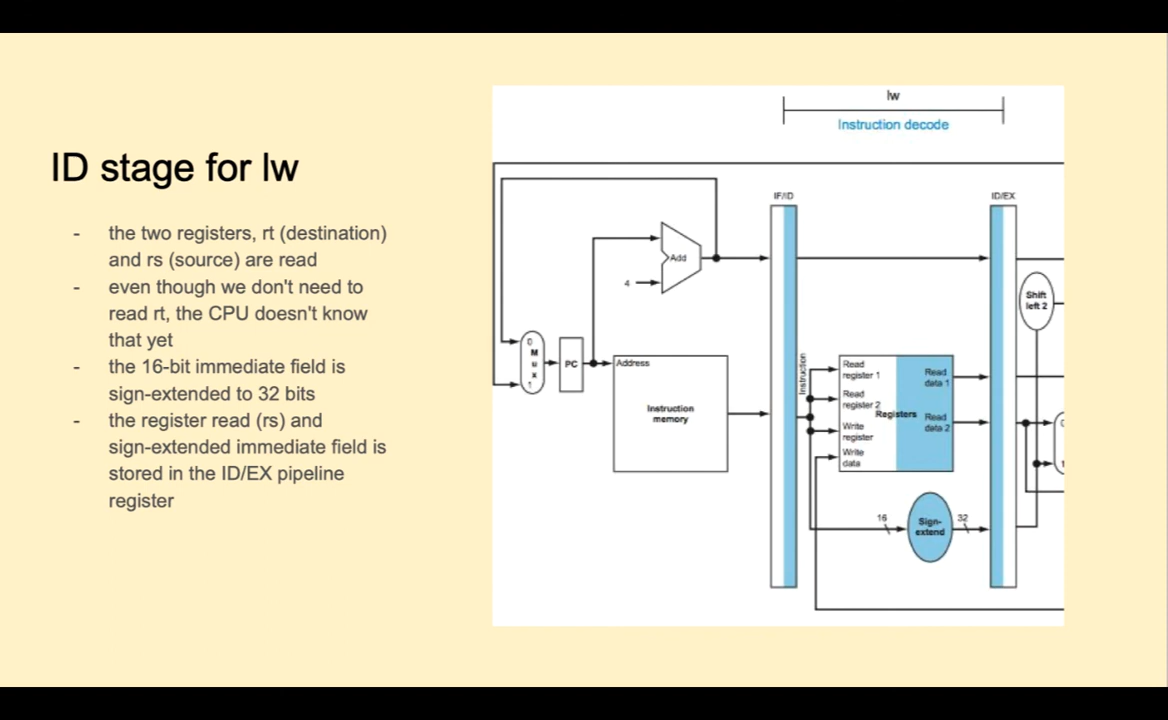 ID stage for lw
- the two registers, rt (destination)
and rs (source) are read
- even though we don't need to
read rt, the CPU doesn't know
that yet
- the 16-bit immediate field is
sign-extended to 32 bits
- the register read (rs) and
sign-extended immediate field is
stored in the ID/EX pipeline
register
lw
Instruction decode
IF/ID
ID/EX
Add
4
Shift
left 2
0
M
u
x
1
PC
Address
Instruction
memory
Instruction
Read
register 1
Read
register 2
Write
register
Write
data
Registers
Read
data 1
Read
data 2
16
Sign-
extend
32